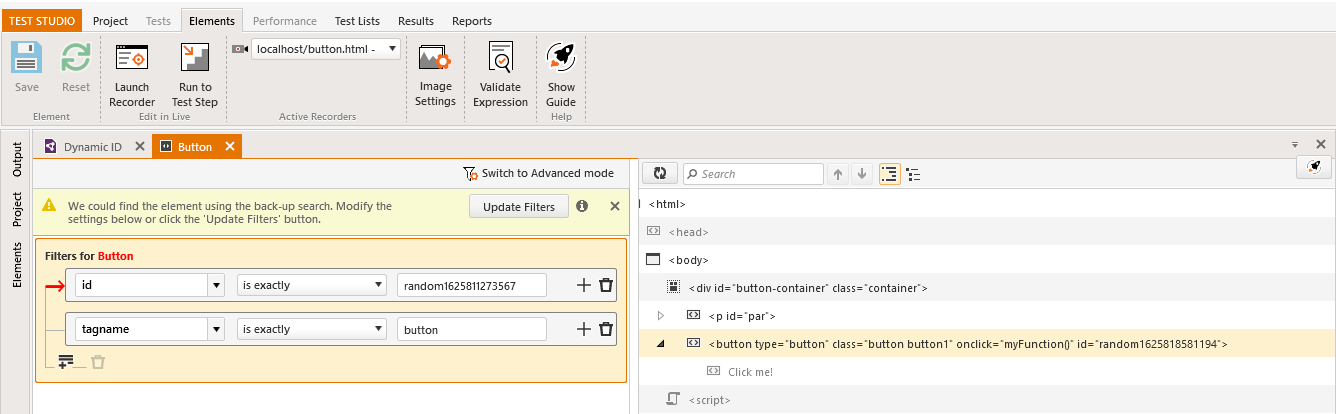 TEST STUDIO Project Tests Elements Performance Test Lists Results Reports
localhost/button.html -
Save Reset Launch Recorder Run to Test Step Image Settings Validate Expression Show Guide
Element Edit in Live Active Recorders Help
Output
Project
Elements
Dynamic ID Button
Switch to Advanced mode
We could find the element using the back-up search. Modify the
settings below or click the 'Update Filters' button.
Update Filters
Filters for Button
id is exactly random1625811273567
tagname is exactly button
Search
<html>
<head>
<body>
<div id="button-container" class="container">
<p id="par">
<button type="button" class="button button1" onclick="myFunction()" id="random1625818581194">
Click me!
<script>